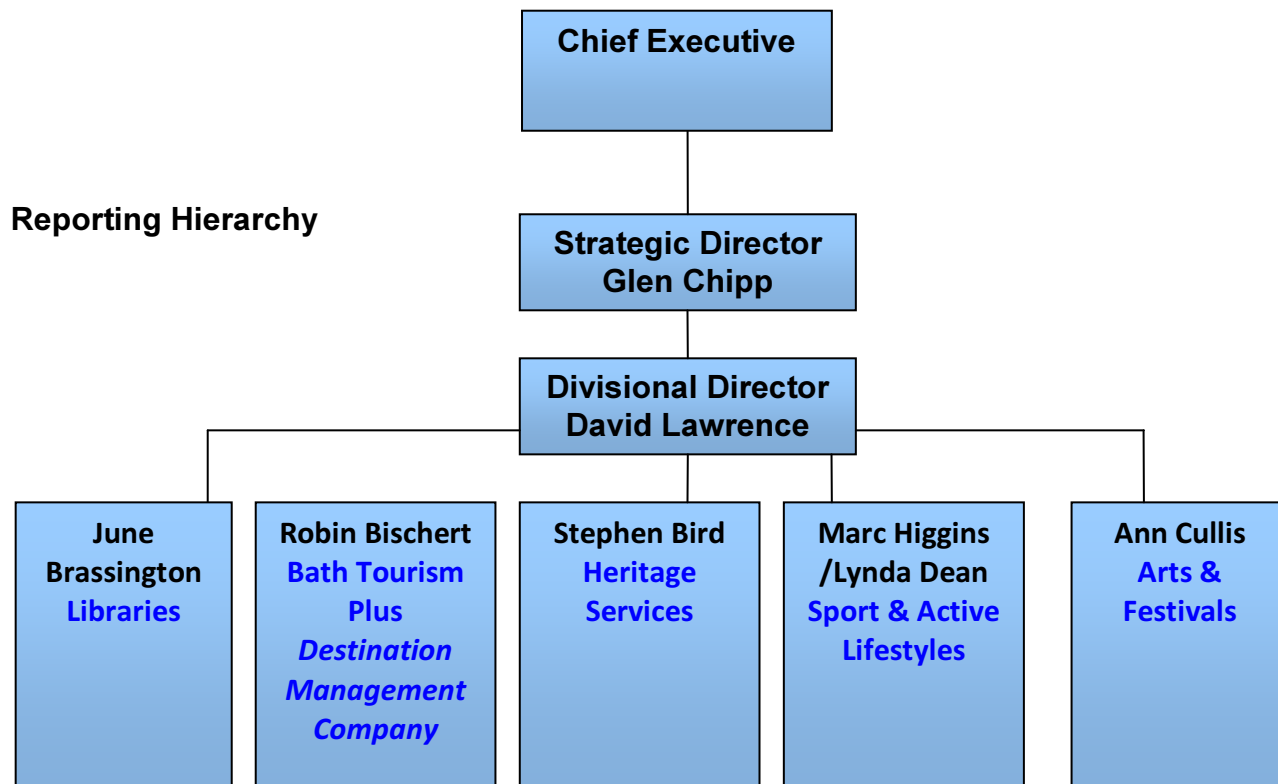 Chief Executive
Reporting Hierarchy
Strategic Director
Glen Chipp
Divisional Director
David Lawrence
June
Brassington
Libraries
Robin Bischert
Bath Tourism
Plus
Destination
Management
Company
Stephen Bird
Heritage
Services
Marc Higgins
/Lynda Dean
Sport & Active
Lifestyles
Ann Cullis
Arts &
Festivals